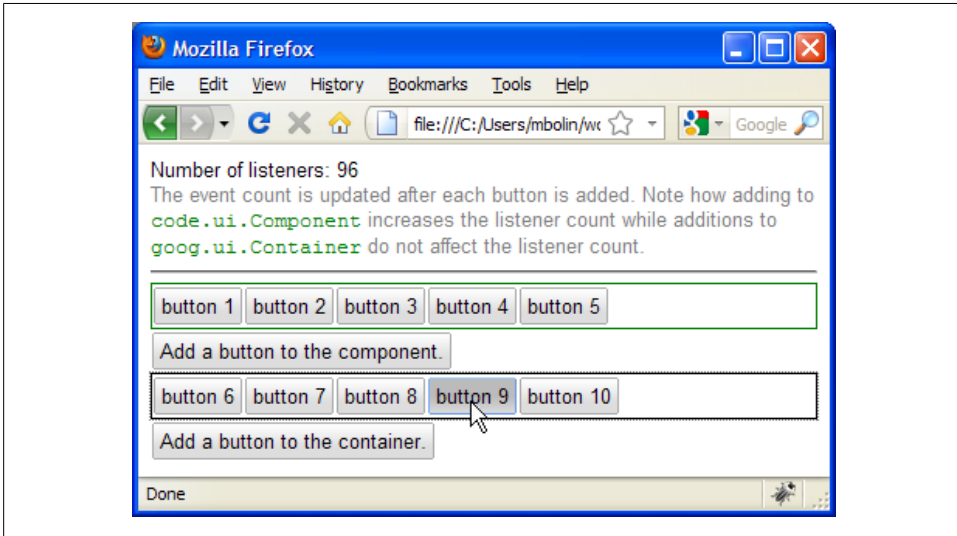 Mozilla Firefox
File Edit View History Bookmarks Tools Help
file:///C:/Users/mbolin/wc Google
Number of listeners: 96
The event count is updated after each button is added. Note how adding to
code.ui.Component increases the listener count while additions to
goog.ui.Container do not affect the listener count.
button 1 button 2 button 3 button 4 button 5
Add a button to the component.
button 6 button 7 button 8 button 9 button 10
Add a button to the container.
Done